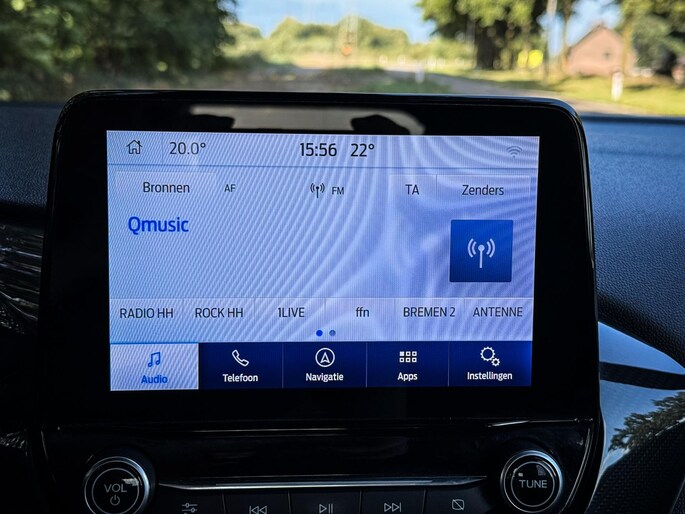 20.0° 15:56 22°
Bronnen AF FM TA Zenders
Qmusic
RADIO HH ROCK HH 1LIVE ffn BREMEN 2 ANTENNE
Audio Telefoon Navigatie Apps Instellingen
VOL TUNE